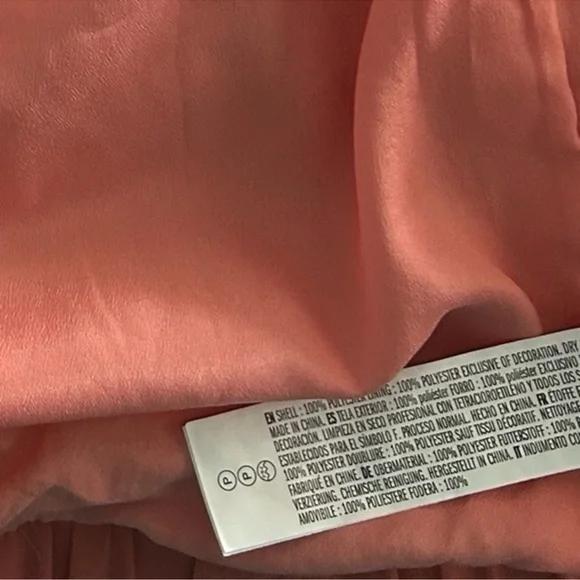 EN SHELL : 100% POLYESTER LINING : 100% POLYESTER EXCLUSIVE OF DECORATION. DRY
MADE IN CHINA. ES TELA EXTERIOR : 100% poliéster FORRO : 100% poliéster EXCLUSIVO
DECORACIÓN. LIMPIEZA EN SECO PROFESIONAL CON TETRACLOROETILENO Y TODOS LOS
ESTABLECIDOS PARA EL SÍMBOLO F. PROCESO NORMAL. HECHO EN CHINA. FR ÉTOFFE
100% POLYESTER DOUBLURE : 100% POLYESTER SAUF TISSU DÉCORATIF. NETTOYAGE
FABRIQUÉ EN CHINE. DE OBERMATERIAL : 100% POLYESTER FUTTERSTOFF : 100%
VERZIERUNG. CHEMISCHE REINIGUNG. HERGESTELLT IN CHINA. IT INDUMENTO
AMOVIBILE : 100% POLIESTERE FODERA : 100%
P P